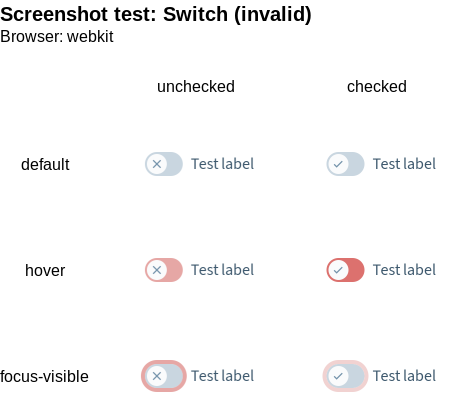 Screenshot test: Switch (invalid)
Browser: webkit
unchecked checked
default Test label Test label
hover Test label Test label
focus-visible Test label Test label